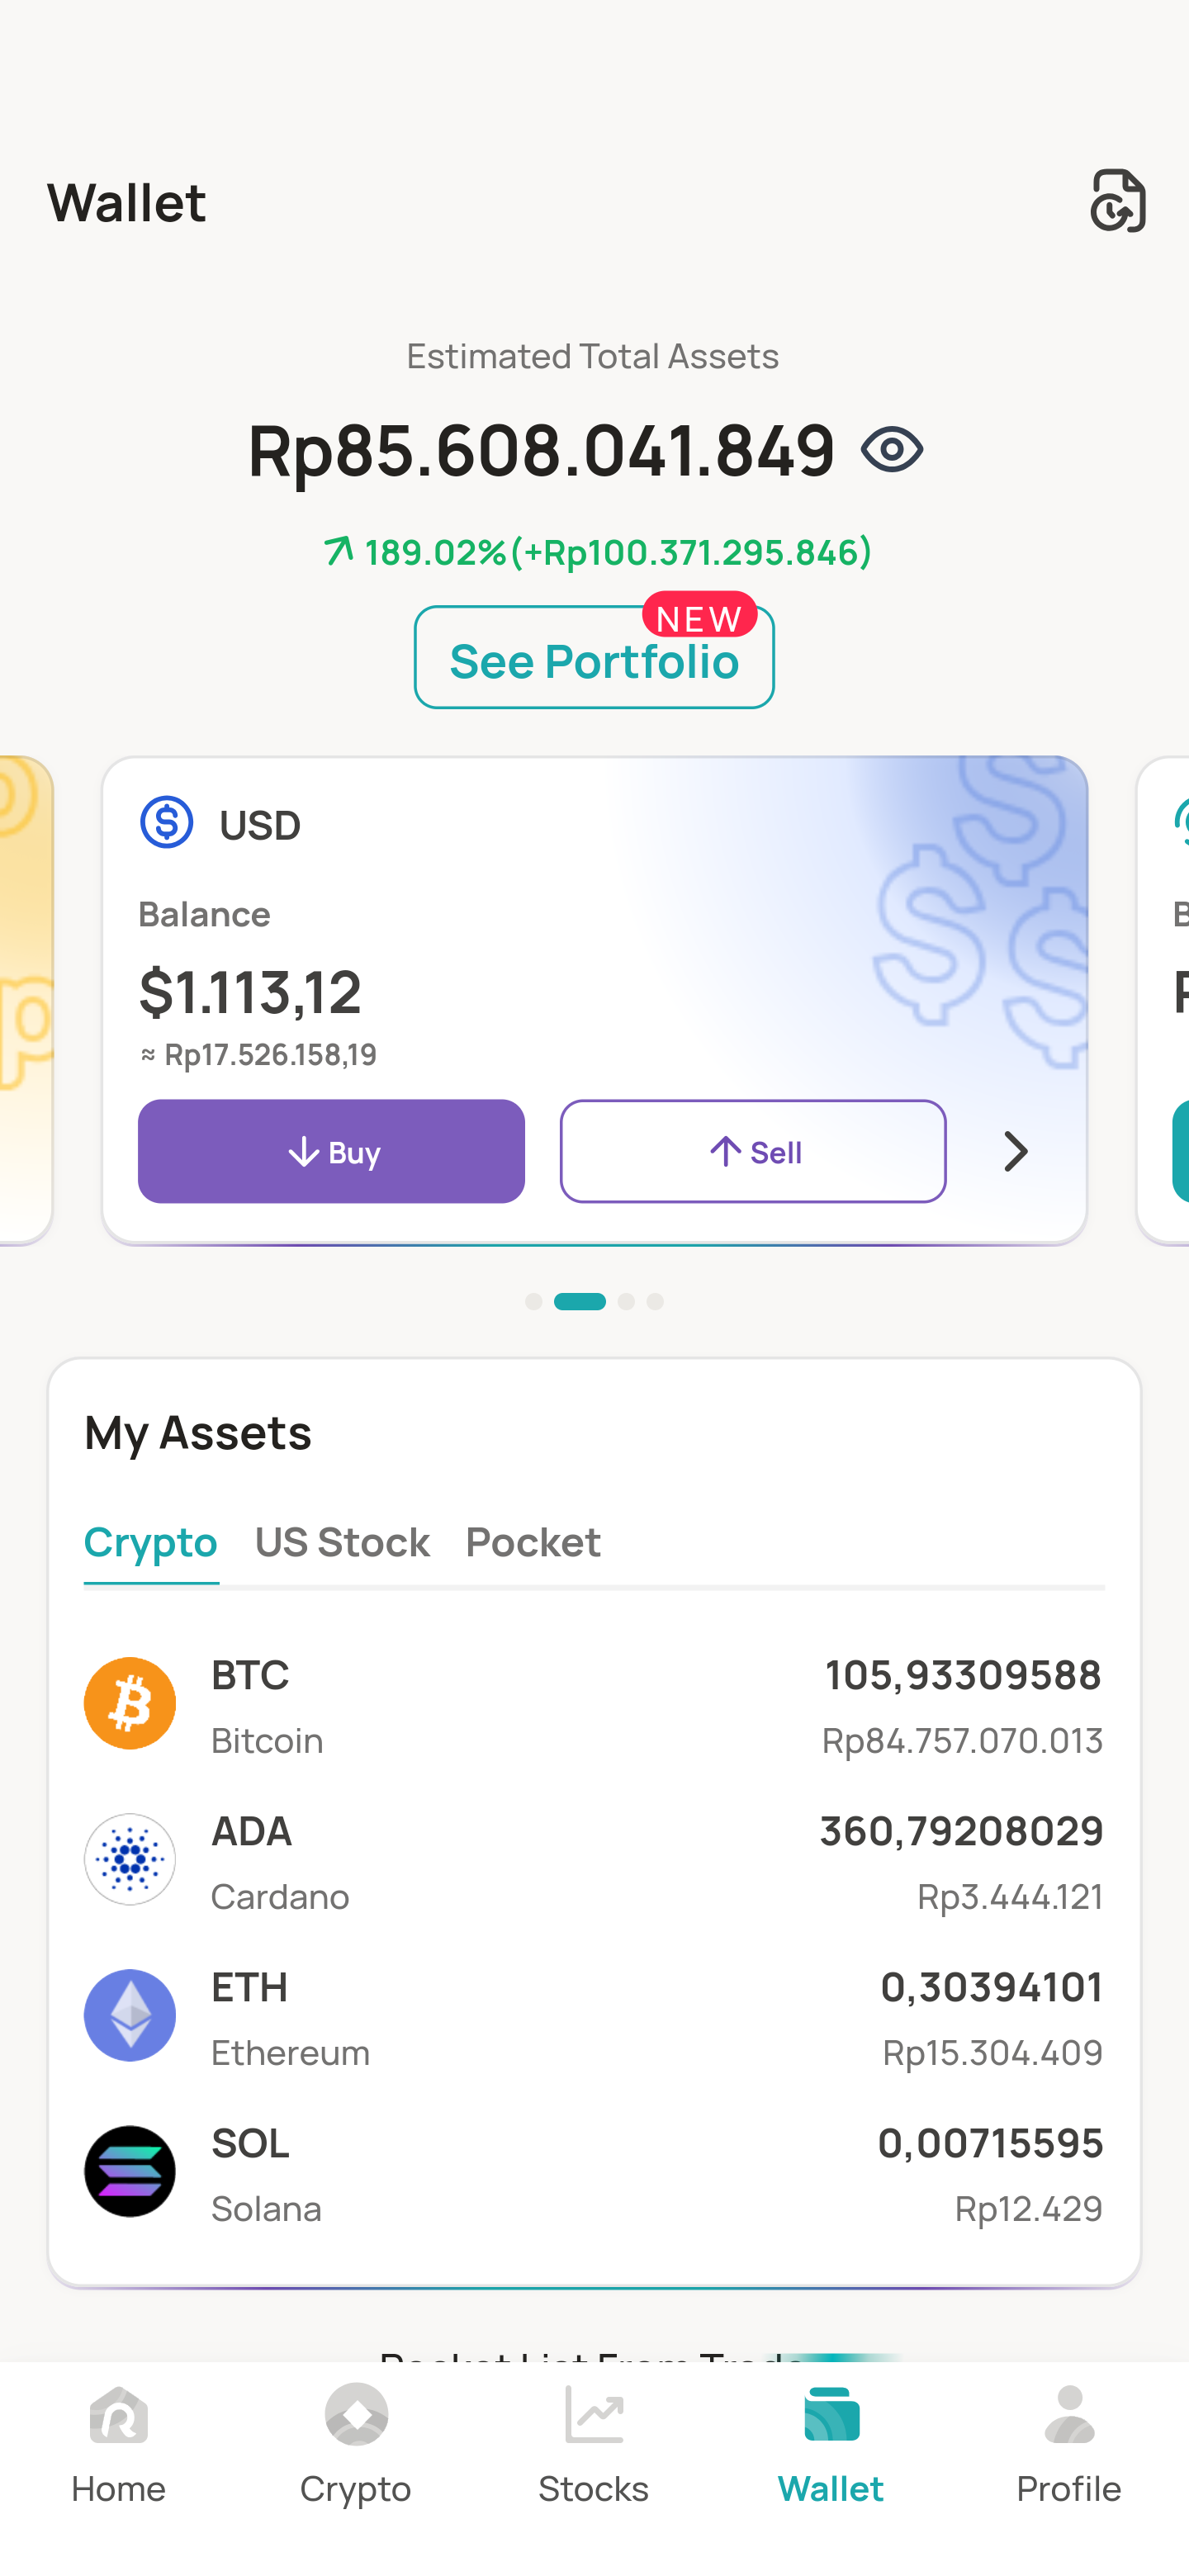 Wallet
Estimated Total Assets
Rp85.608.041.849
189.02%(+Rp100.371.295.846)
NEW
See Portfolio
USD
Balance
$1.113,12
≈ Rp17.526.158,19
Buy
Sell
My Assets
Crypto US Stock Pocket
BTC 105,93309588
Bitcoin Rp84.757.070.013
ADA 360,79208029
Cardano Rp3.444.121
ETH 0,30394101
Ethereum Rp15.304.409
SOL 0,00715595
Solana Rp12.429
Home Crypto Stocks Wallet Profile